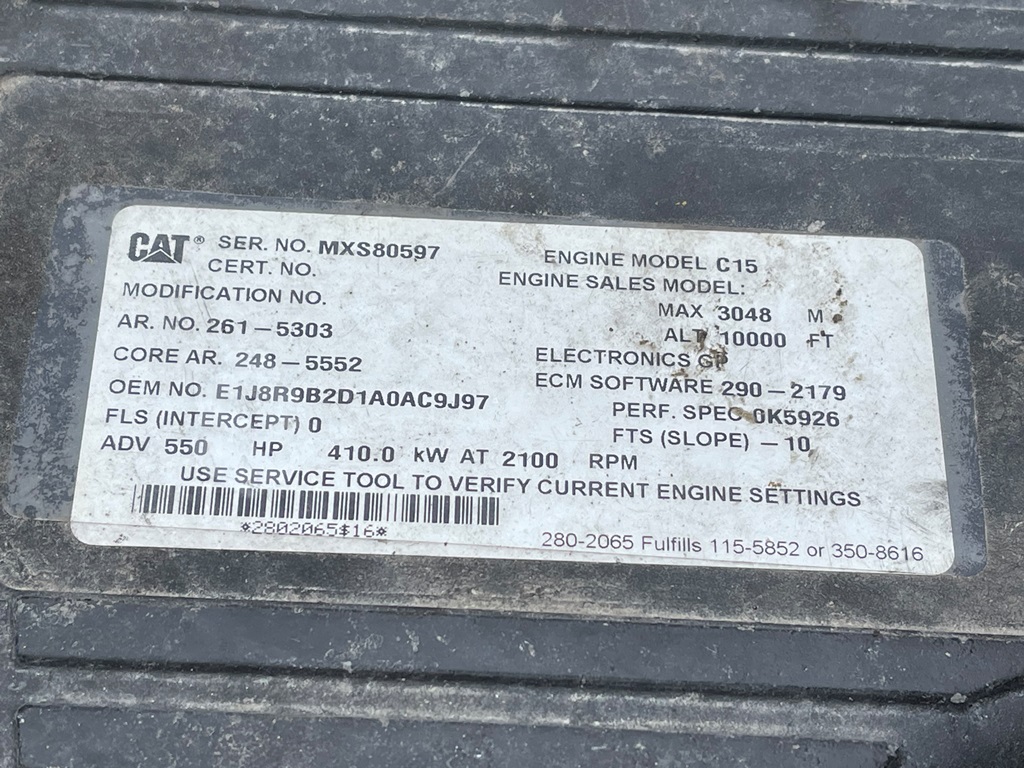 CAT® SER. NO. MXS80597 ENGINE MODEL C15
CERT. NO. ENGINE SALES MODEL:
MODIFICATION NO. MAX 3048 M
AR. NO. 261-5303 ALT 10000 FT
CORE AR. 248-5552 ELECTRONICS GP
OEM NO. E1J8R9B2D1A0AC9J97 ECM SOFTWARE 290-2179
FLS (INTERCEPT) 0 PERF. SPEC 0K5926
ADV 550 HP 410.0 kW AT 2100 RPM FTS (SLOPE) -10
USE SERVICE TOOL TO VERIFY CURRENT ENGINE SETTINGS
*2802065$16*
280-2065 Fulfills 115-5852 or 350-8616